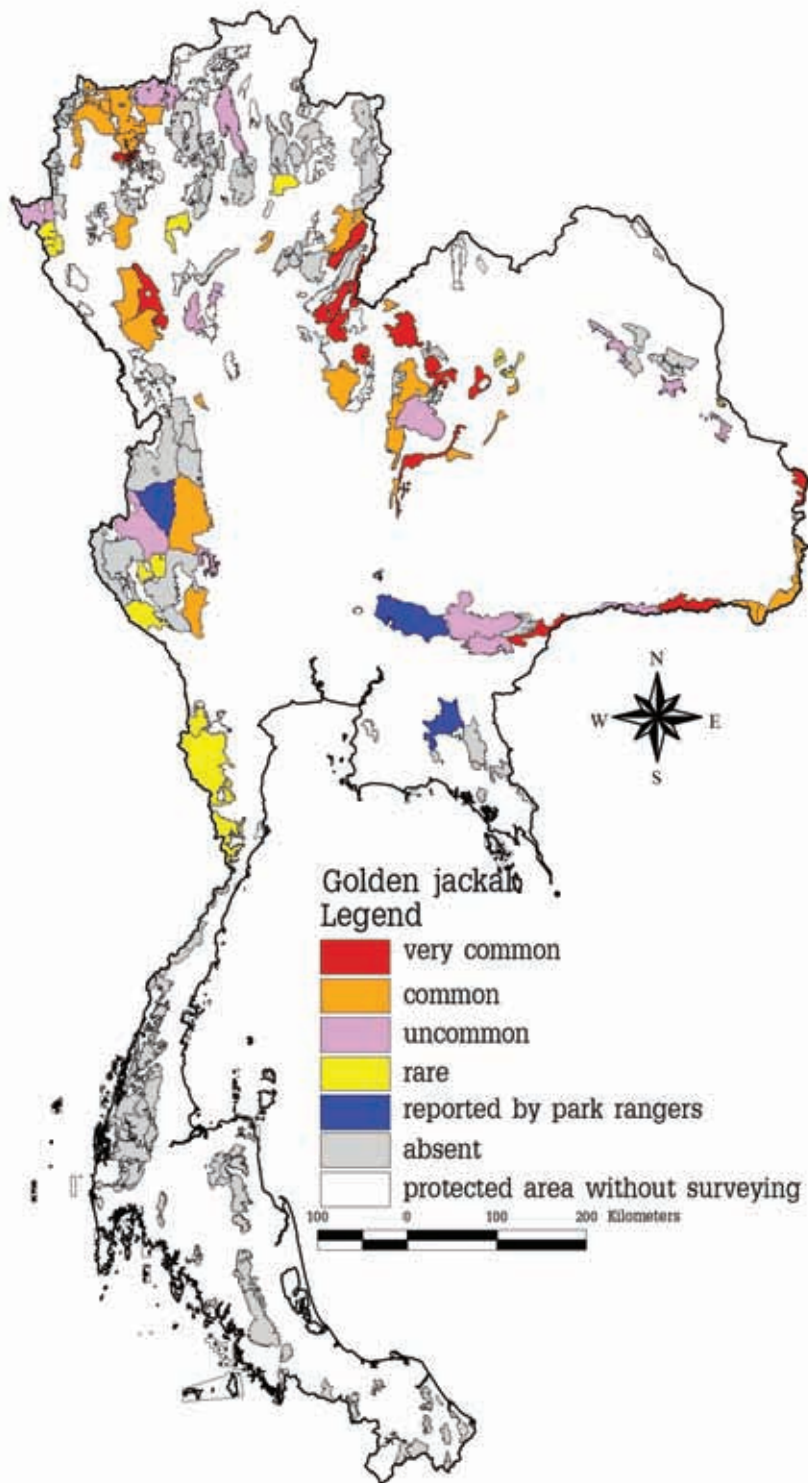 N
W E
S
Golden jackal
Legend
very common
common
uncommon
rare
reported by park rangers
absent
protected area without surveying
100 0 100 200 Kilometers